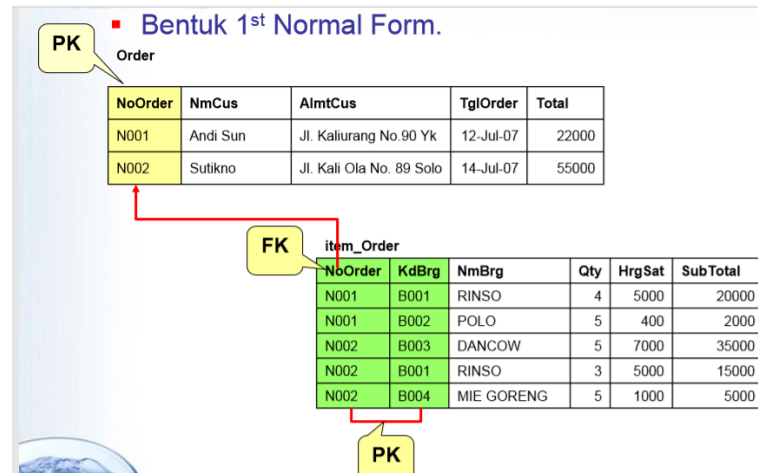 ▪ Bentuk 1st Normal Form.
PK
Order
NoOrder NmCus AlmtCus TglOrder Total
N001 Andi Sun Jl. Kaliurang No.90 Yk 12-Jul-07 22000
N002 Sutikno Jl. Kali Ola No. 89 Solo 14-Jul-07 55000
FK
item_Order
NoOrder KdBrg NmBrg Qty HrgSat SubTotal
N001 B001 RINSO 4 5000 20000
N001 B002 POLO 5 400 2000
N002 B003 DANCOW 5 7000 35000
N002 B001 RINSO 3 5000 15000
N002 B004 MIE GORENG 5 1000 5000
PK